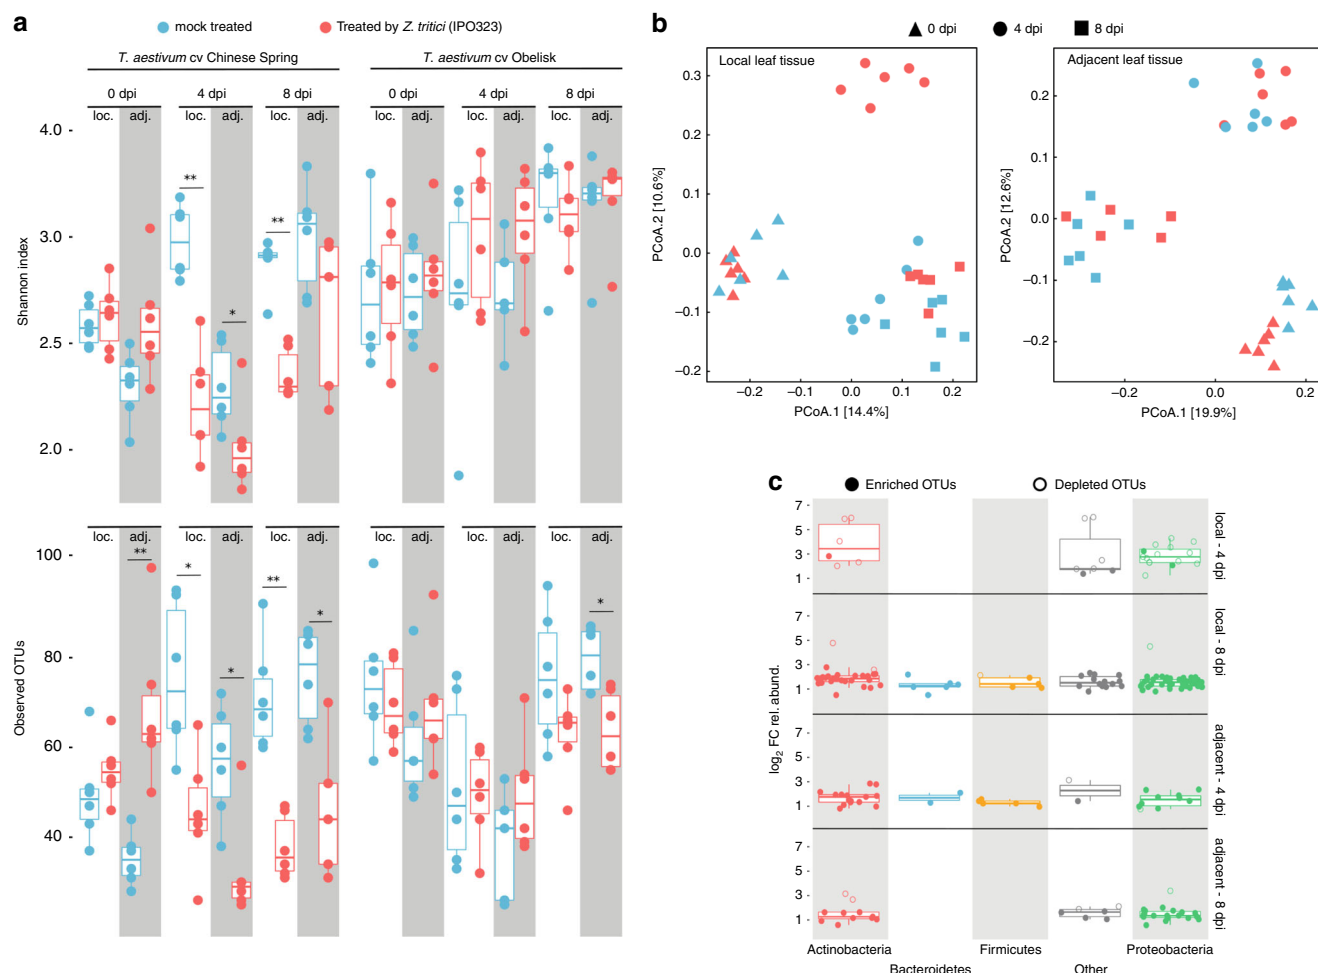 a
mock treated
Treated by Z. tritici (IPO323)
T. aestivum cv Chinese Spring
T. aestivum cv Obelisk
0 dpi
4 dpi
8 dpi
0 dpi
4 dpi
8 dpi
loc. adj. loc. adj. loc. adj. loc. adj. loc. adj. loc. adj.
Shannon index
4.0
3.0
2.5
2.0
**
*
**
loc. adj. loc. adj. loc. adj. loc. adj. loc. adj. loc. adj.
Observed OTUs
100
80
60
40
**
*
*
**
*
*
b
0 dpi
4 dpi
8 dpi
Local leaf tissue
PCoA.2 [10.6%]
0.3
0.2
0.1
0.0
−0.1
−0.2
−0.2 −0.1 0.0 0.1 0.2
PCoA.1 [14.4%]
Adjacent leaf tissue
PCoA.2 [12.6%]
0.2
0.1
0.0
−0.1
−0.2
−0.2 0.0 0.2
PCoA.1 [19.9%]
c
Enriched OTUs
Depleted OTUs
log2 FC rel. abund.
7
5
3
1
local - 4 dpi
7
5
3
1
local - 8 dpi
7
5
3
1
adjacent - 4 dpi
7
5
3
1
adjacent - 8 dpi
Actinobacteria
Bacteroidetes
Firmicutes
Other
Proteobacteria